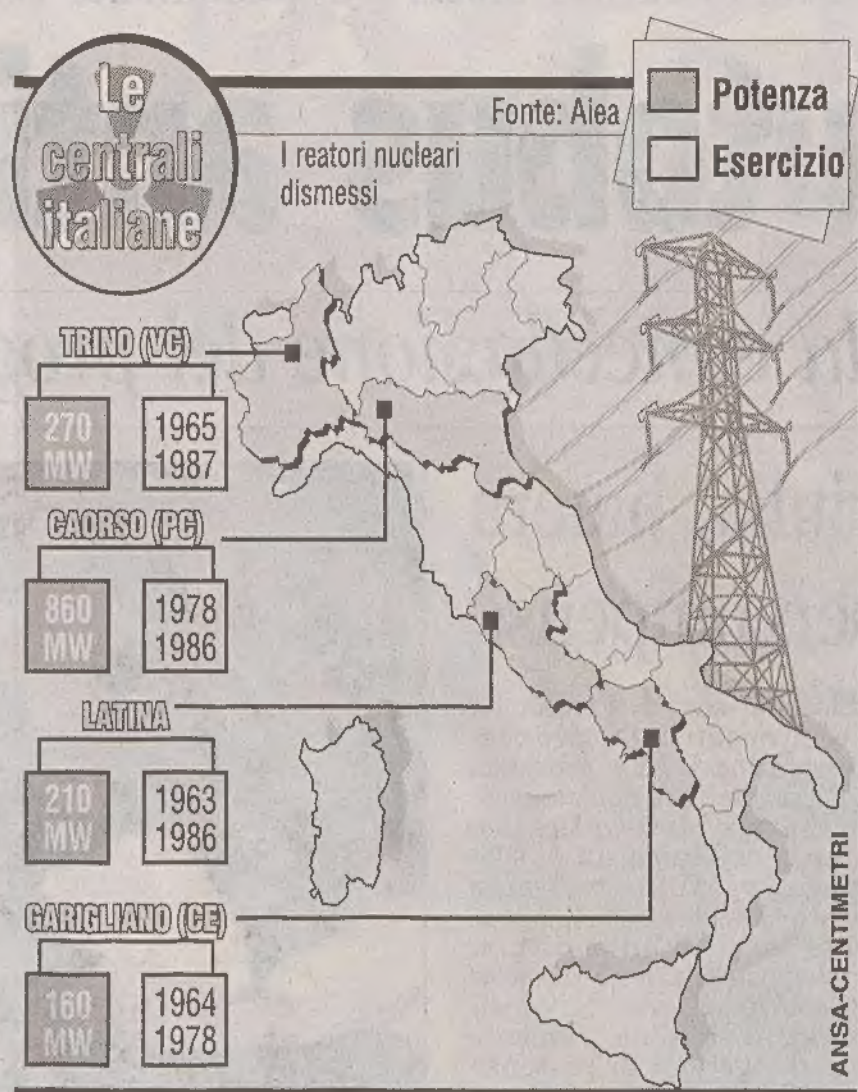 Le
centrali
italiane
Fonte: Aiea
I reatori nucleari
dismessi
Potenza
Esercizio
TRINO (VC)
270
MW
1965
1987
CAORSO (PC)
860
MW
1978
1986
LATINA
210
MW
1963
1986
GARIGLIANO (CE)
160
MW
1964
1978
ANSA-CENTIMETRI